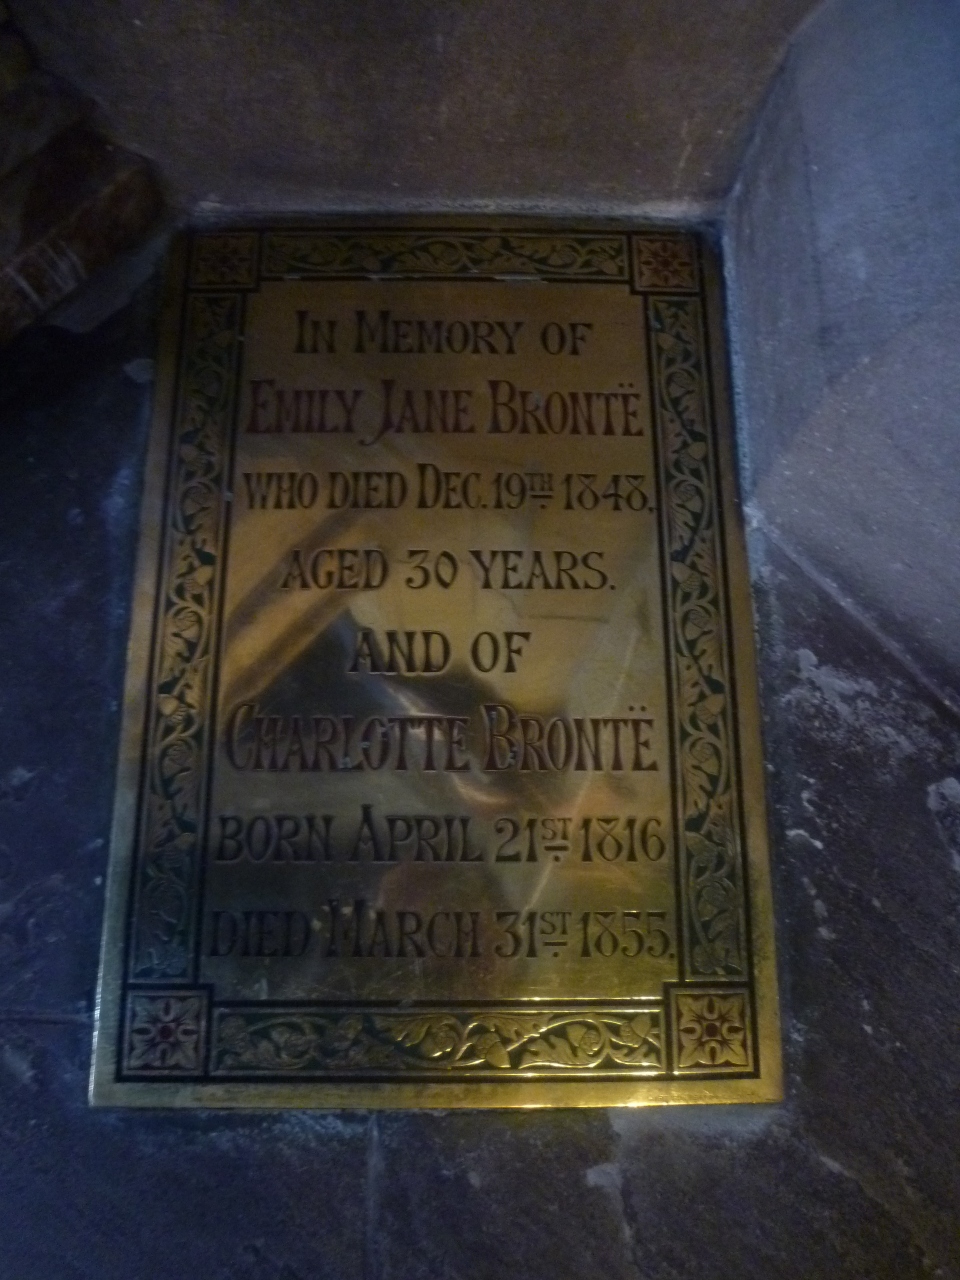 IN MEMORY OF
EMILY JANE BRONTË
WHO DIED DEC. 19TH 1848,
AGED 30 YEARS.
AND OF
CHARLOTTE BRONTË
BORN APRIL 21ST 1816
DIED MARCH 31ST 1855.